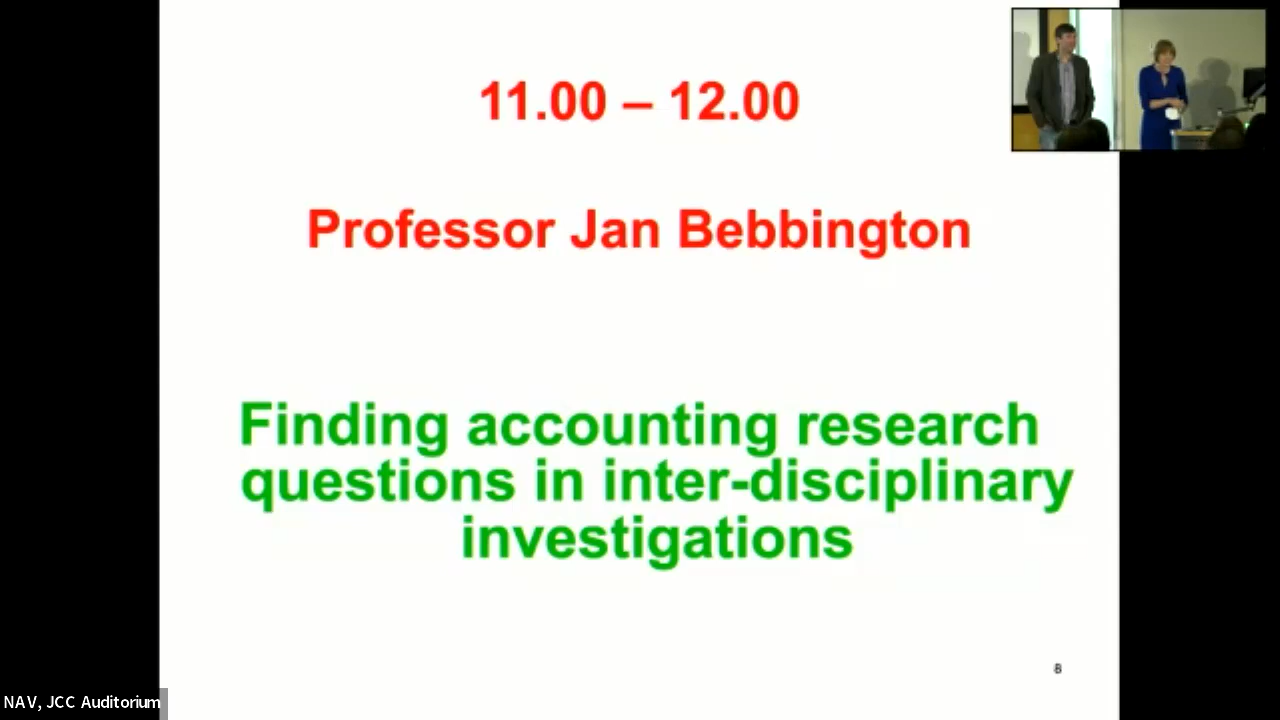 11.00 – 12.00
Professor Jan Bebbington
Finding accounting research
questions in inter-disciplinary
investigations
8
NAV, JCC Auditorium